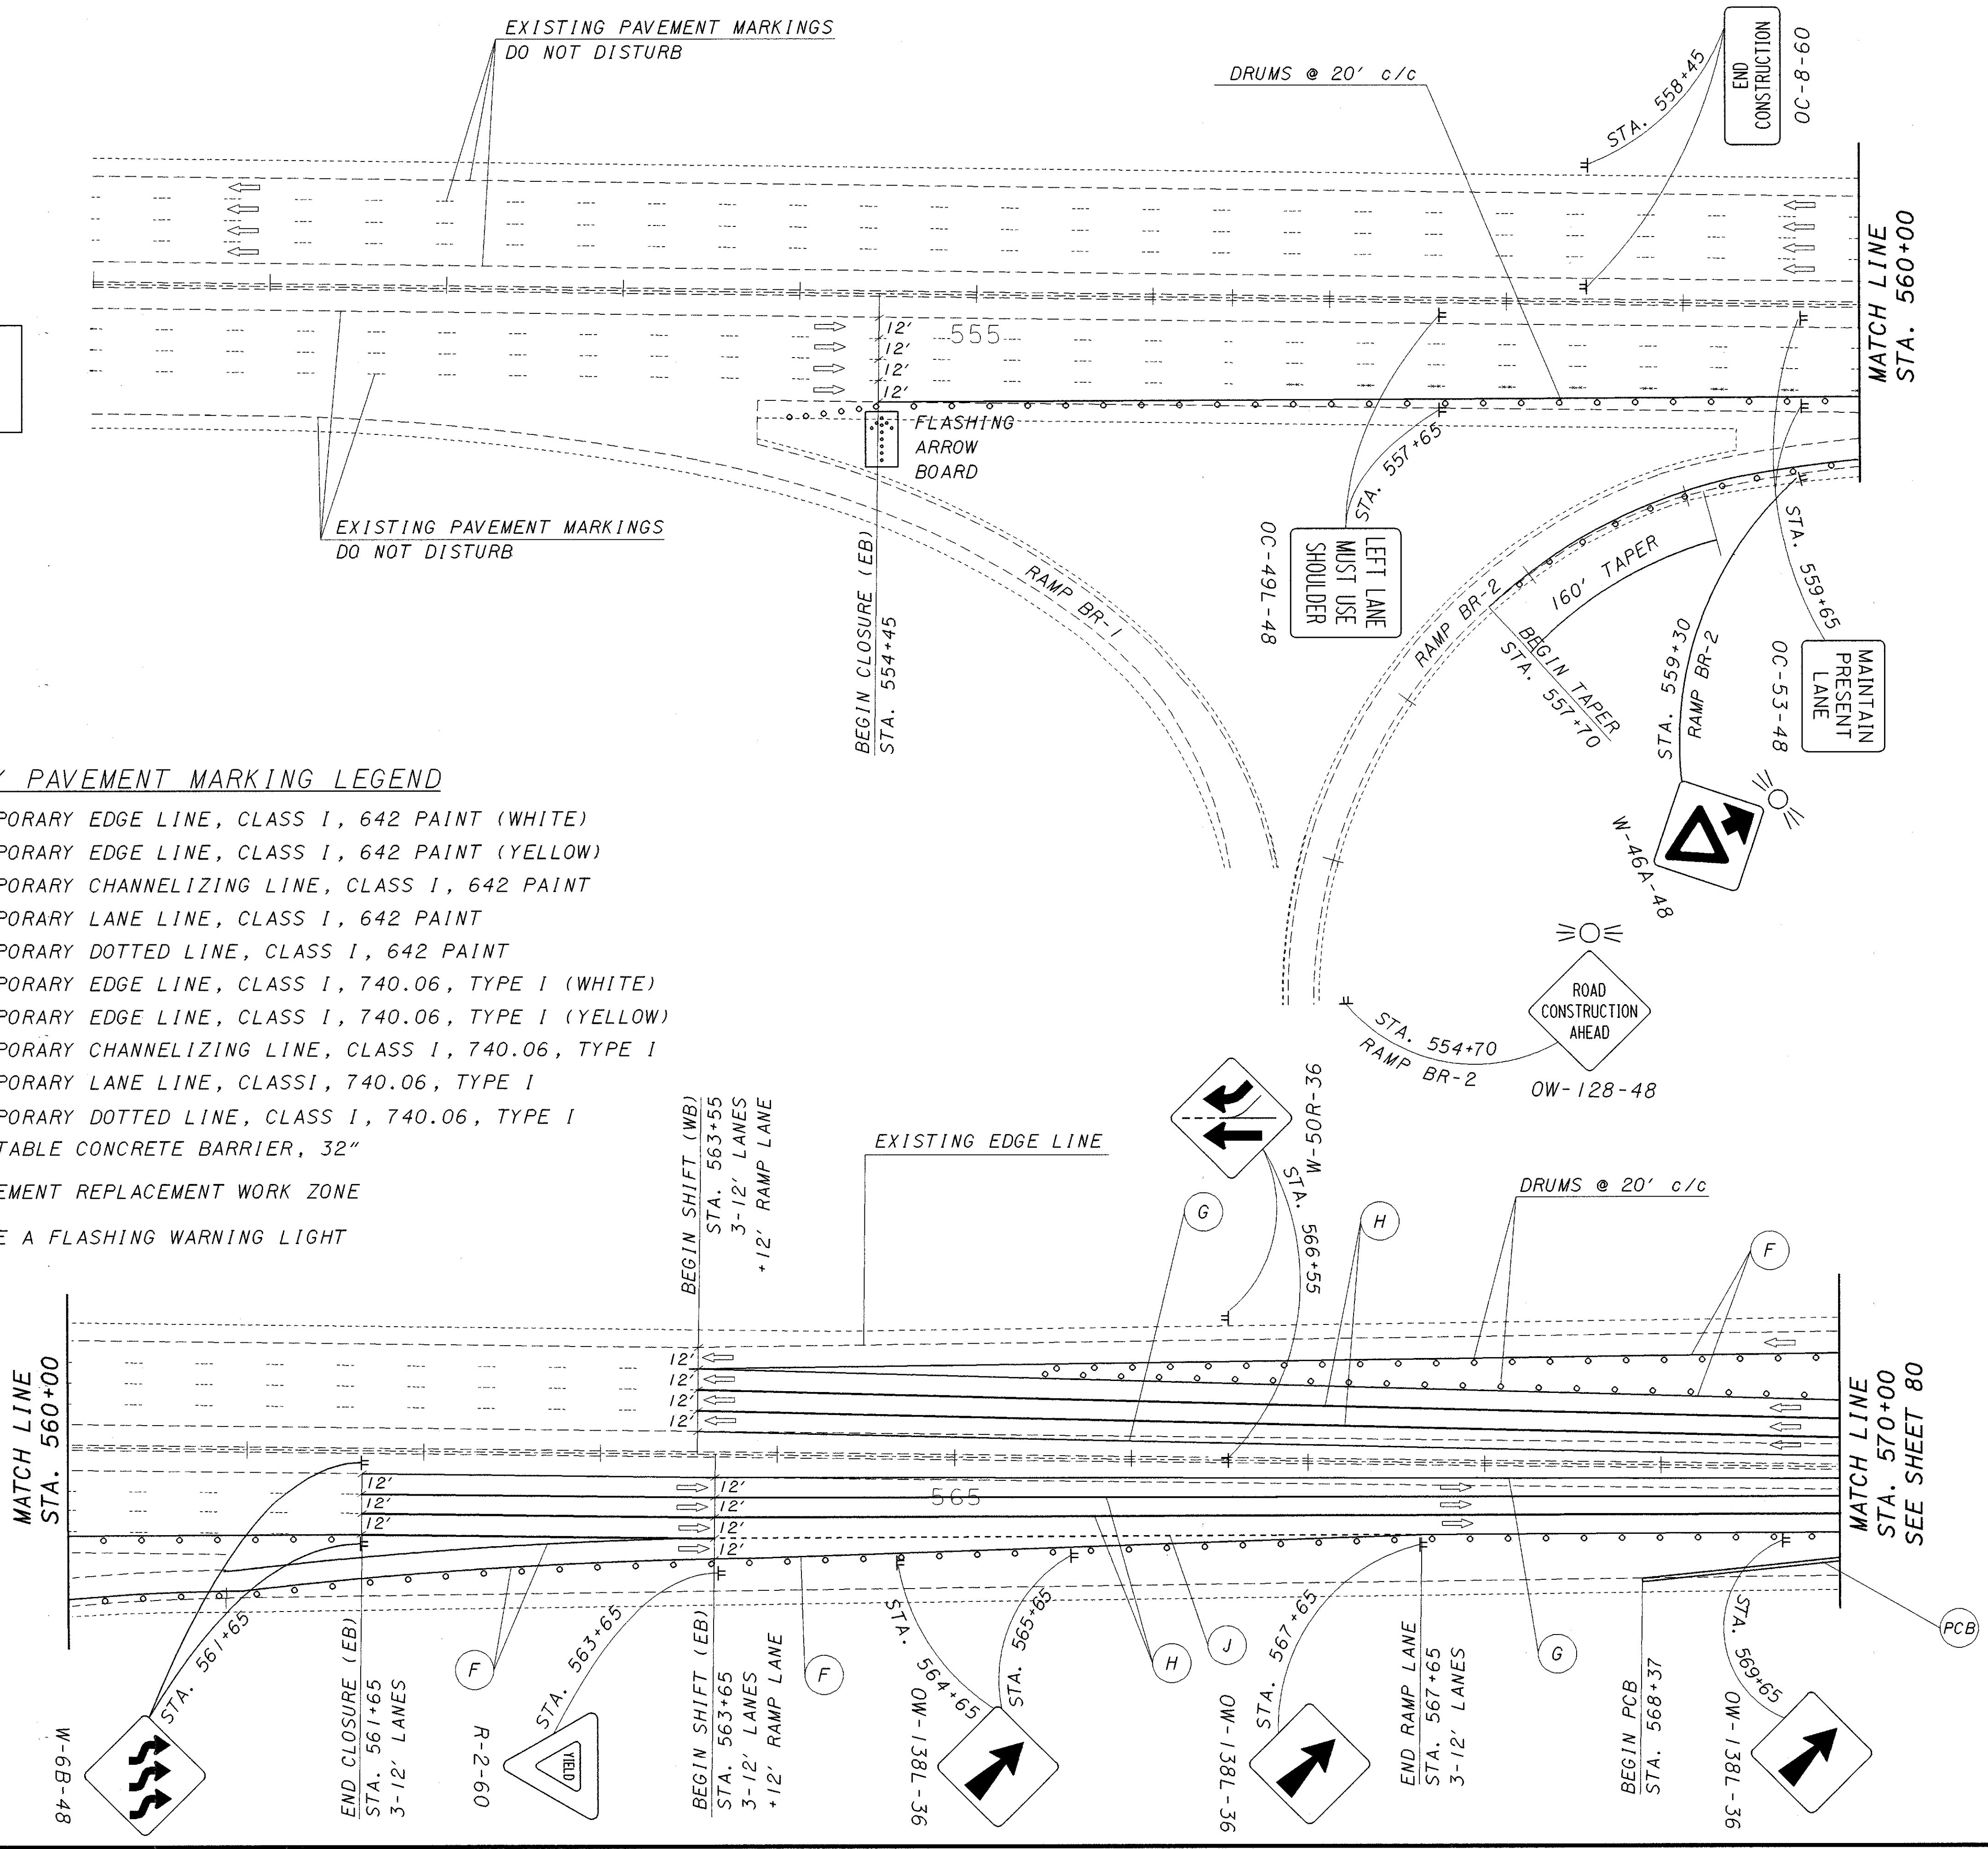 EXISTING PAVEMENT MARKINGS
DO NOT DISTURB
DRUMS @ 20' c/c
STA. 558+45
END
CONSTRUCTION
OC-8-60
MATCH LINE
STA. 560+00
12'
12'
12'
12'
555
FLASHING
ARROW
BOARD
EXISTING PAVEMENT MARKINGS
DO NOT DISTURB
BEGIN CLOSURE (EB)
STA. 554+45
RAMP BR-1
STA. 557+65
LEFT LANE
MUST USE
SHOULDER
OC-49L-48
RAMP BR-2
160' TAPER
BEGIN TAPER
STA. 557+70
STA. 559+65
MAINTAIN
PRESENT
LANE
OC-53-48
STA. 559+30
RAMP BR-2
W-46A-48
ROAD
CONSTRUCTION
AHEAD
OW-128-48
STA. 554+70
RAMP BR-2
Y PAVEMENT MARKING LEGEND
PORARY EDGE LINE, CLASS I, 642 PAINT (WHITE)
PORARY EDGE LINE, CLASS I, 642 PAINT (YELLOW)
PORARY CHANNELIZING LINE, CLASS I, 642 PAINT
PORARY LANE LINE, CLASS I, 642 PAINT
PORARY DOTTED LINE, CLASS I, 642 PAINT
PORARY EDGE LINE, CLASS I, 740.06, TYPE I (WHITE)
PORARY EDGE LINE, CLASS I, 740.06, TYPE I (YELLOW)
PORARY CHANNELIZING LINE, CLASS I, 740.06, TYPE I
PORARY LANE LINE, CLASSI, 740.06, TYPE I
PORARY DOTTED LINE, CLASS I, 740.06, TYPE I
TABLE CONCRETE BARRIER, 32"
EMENT REPLACEMENT WORK ZONE
E A FLASHING WARNING LIGHT
BEGIN SHIFT (WB)
STA. 563+55
3-12' LANES
+12' RAMP LANE
EXISTING EDGE LINE
W-50R-36
STA. 566+55
G
H
DRUMS @ 20' c/c
F
MATCH LINE
STA. 560+00
12'
12'
12'
12'
12'
12'
12'
12'
12'
12'
12'
565
MATCH LINE
STA. 570+00
SEE SHEET 80
STA. 561+65
W-6B-48
END CLOSURE (EB)
STA. 561+65
3-12' LANES
F
R-2-60
YIELD
STA. 563+65
BEGIN SHIFT (EB)
STA. 563+65
3-12' LANES
+12' RAMP LANE
F
STA. 564+65
STA. 565+65
OW-138L-36
H
J
STA. 567+65
OW-138L-36
END RAMP LANE
STA. 567+65
3-12' LANES
G
BEGIN PCB
STA. 568+37
STA. 569+65
OW-138L-36
PCB